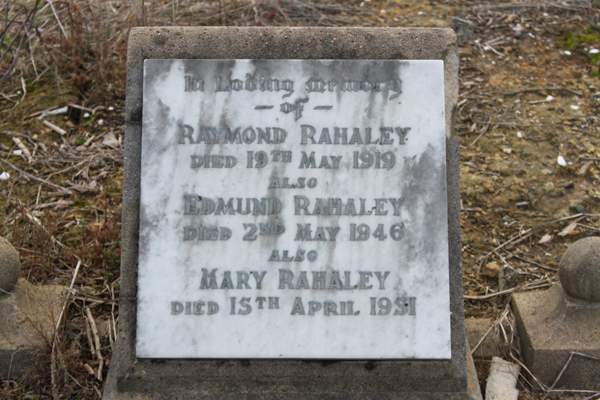 In Loving memory
— of —
RAYMOND RAHALEY
DIED 19TH MAY 1919
ALSO
EDMUND RAHALEY
DIED 2ND MAY 1946
ALSO
MARY RAHALEY
DIED 15TH APRIL 1951